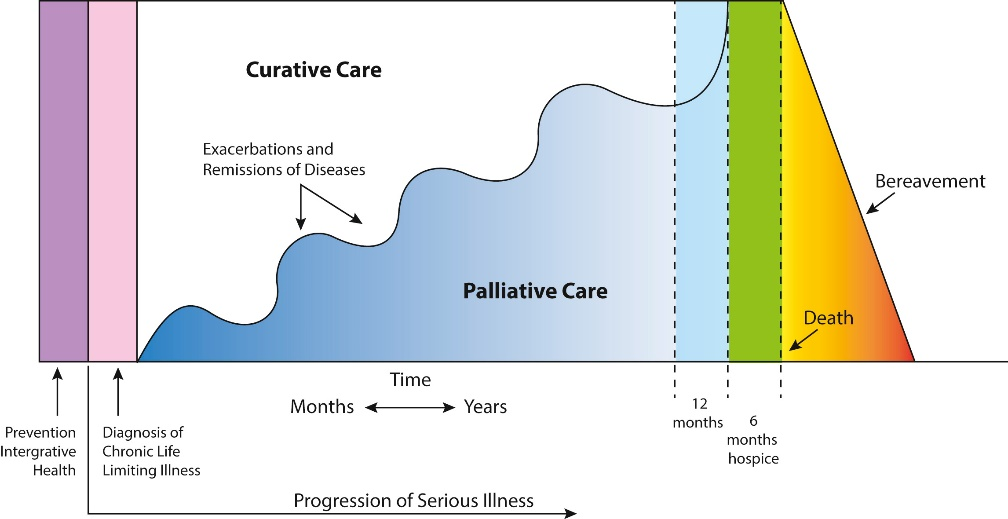 Curative Care
Exacerbations and
Remissions of Diseases
Bereavement
Palliative Care
Death
Time
Months
Years
12
months
6
months
hospice
Prevention
Intergrative
Health
Diagnosis of
Chronic Life
Limiting Illness
Progression of Serious Illness